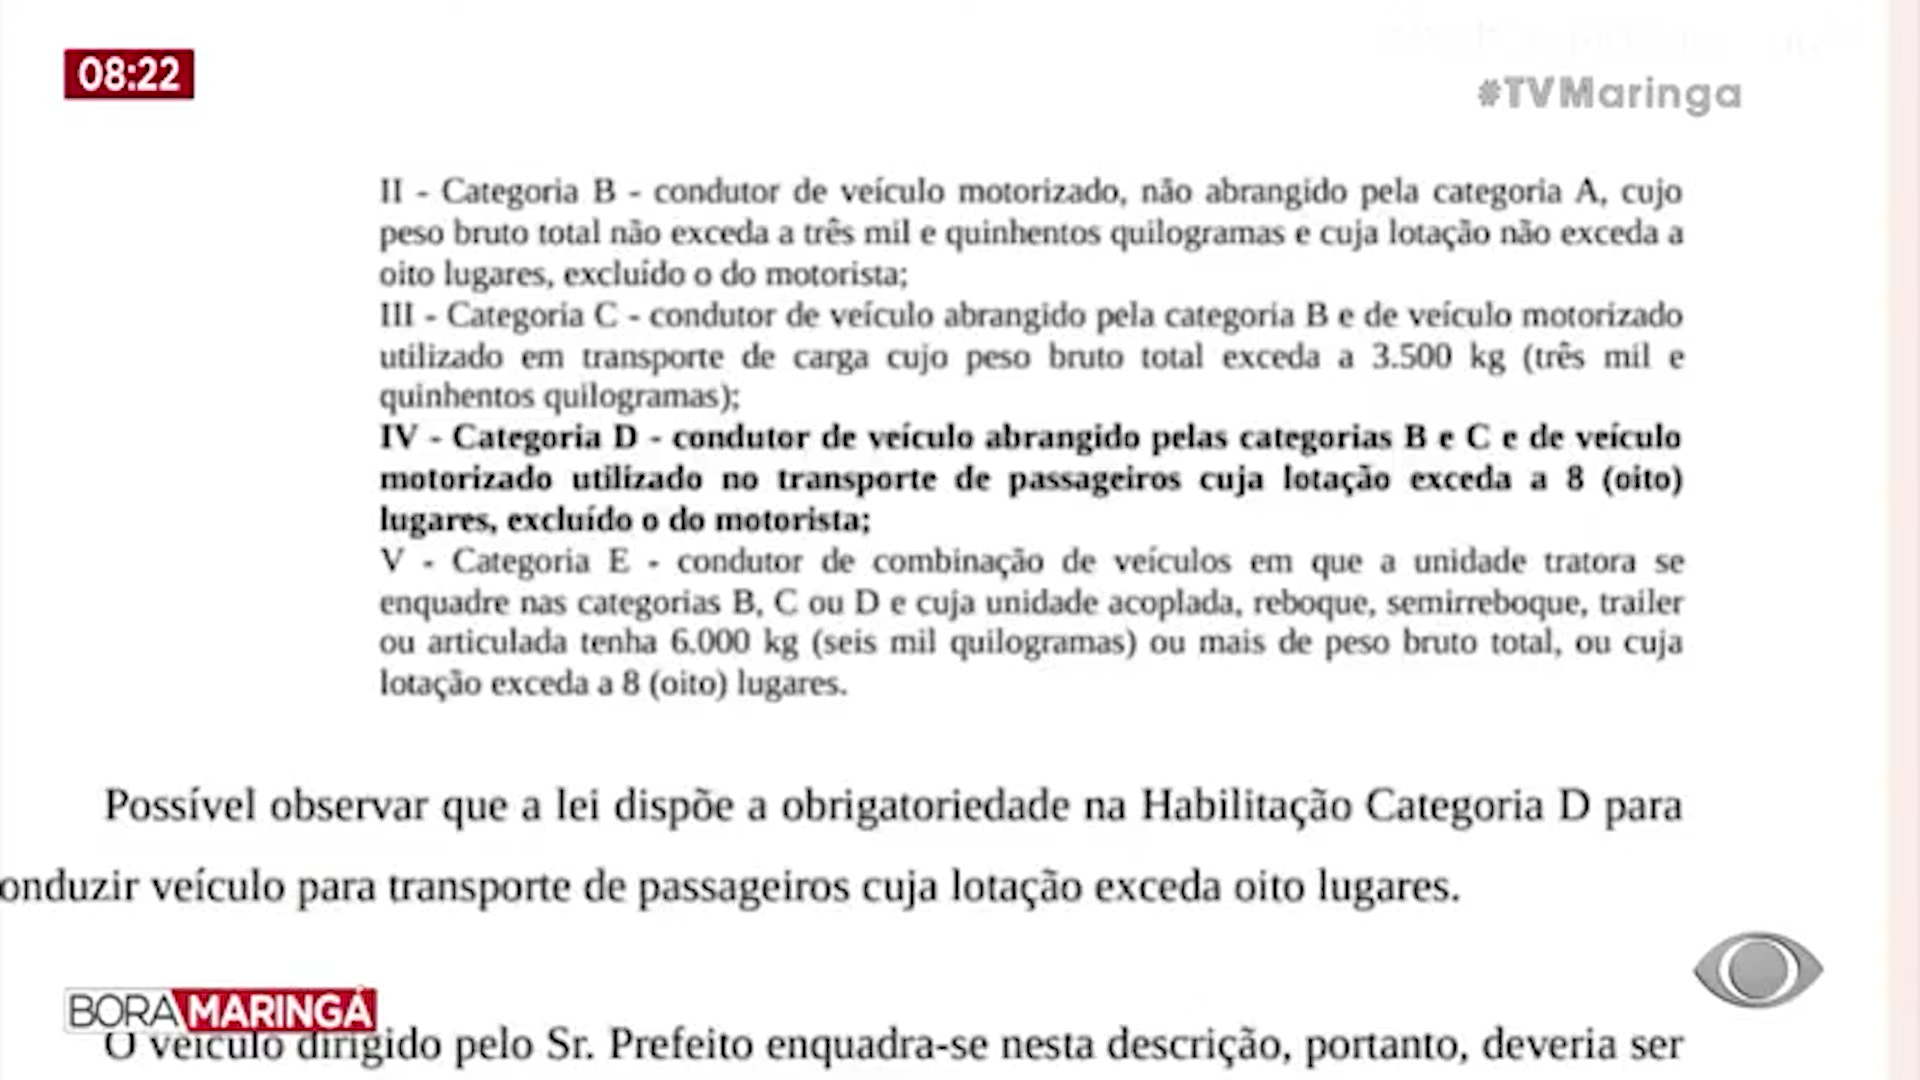 08:22
#TVMaringa
II - Categoria B - condutor de veículo motorizado, não abrangido pela categoria A, cujo
peso bruto total não exceda a três mil e quinhentos quilogramas e cuja lotação não exceda a
oito lugares, excluído o do motorista;
III - Categoria C - condutor de veículo abrangido pela categoria B e de veículo motorizado
utilizado em transporte de carga cujo peso bruto total exceda a 3.500 kg (três mil e
quinhentos quilogramas);
IV - Categoria D - condutor de veículo abrangido pelas categorias B e C e de veículo
motorizado utilizado no transporte de passageiros cuja lotação exceda a 8 (oito)
lugares, excluído o do motorista;
V - Categoria E - condutor de combinação de veículos em que a unidade tratora se
enquadre nas categorias B, C ou D e cuja unidade acoplada, reboque, semirreboque, trailer
ou articulada tenha 6.000 kg (seis mil quilogramas) ou mais de peso bruto total, ou cuja
lotação exceda a 8 (oito) lugares.
Possível observar que a lei dispõe a obrigatoriedade na Habilitação Categoria D para
onduzir veículo para transporte de passageiros cuja lotação exceda oito lugares.
BORA MARINGÁ
O veículo dirigido pelo Sr. Prefeito enquadra-se nesta descrição, portanto, deveria ser